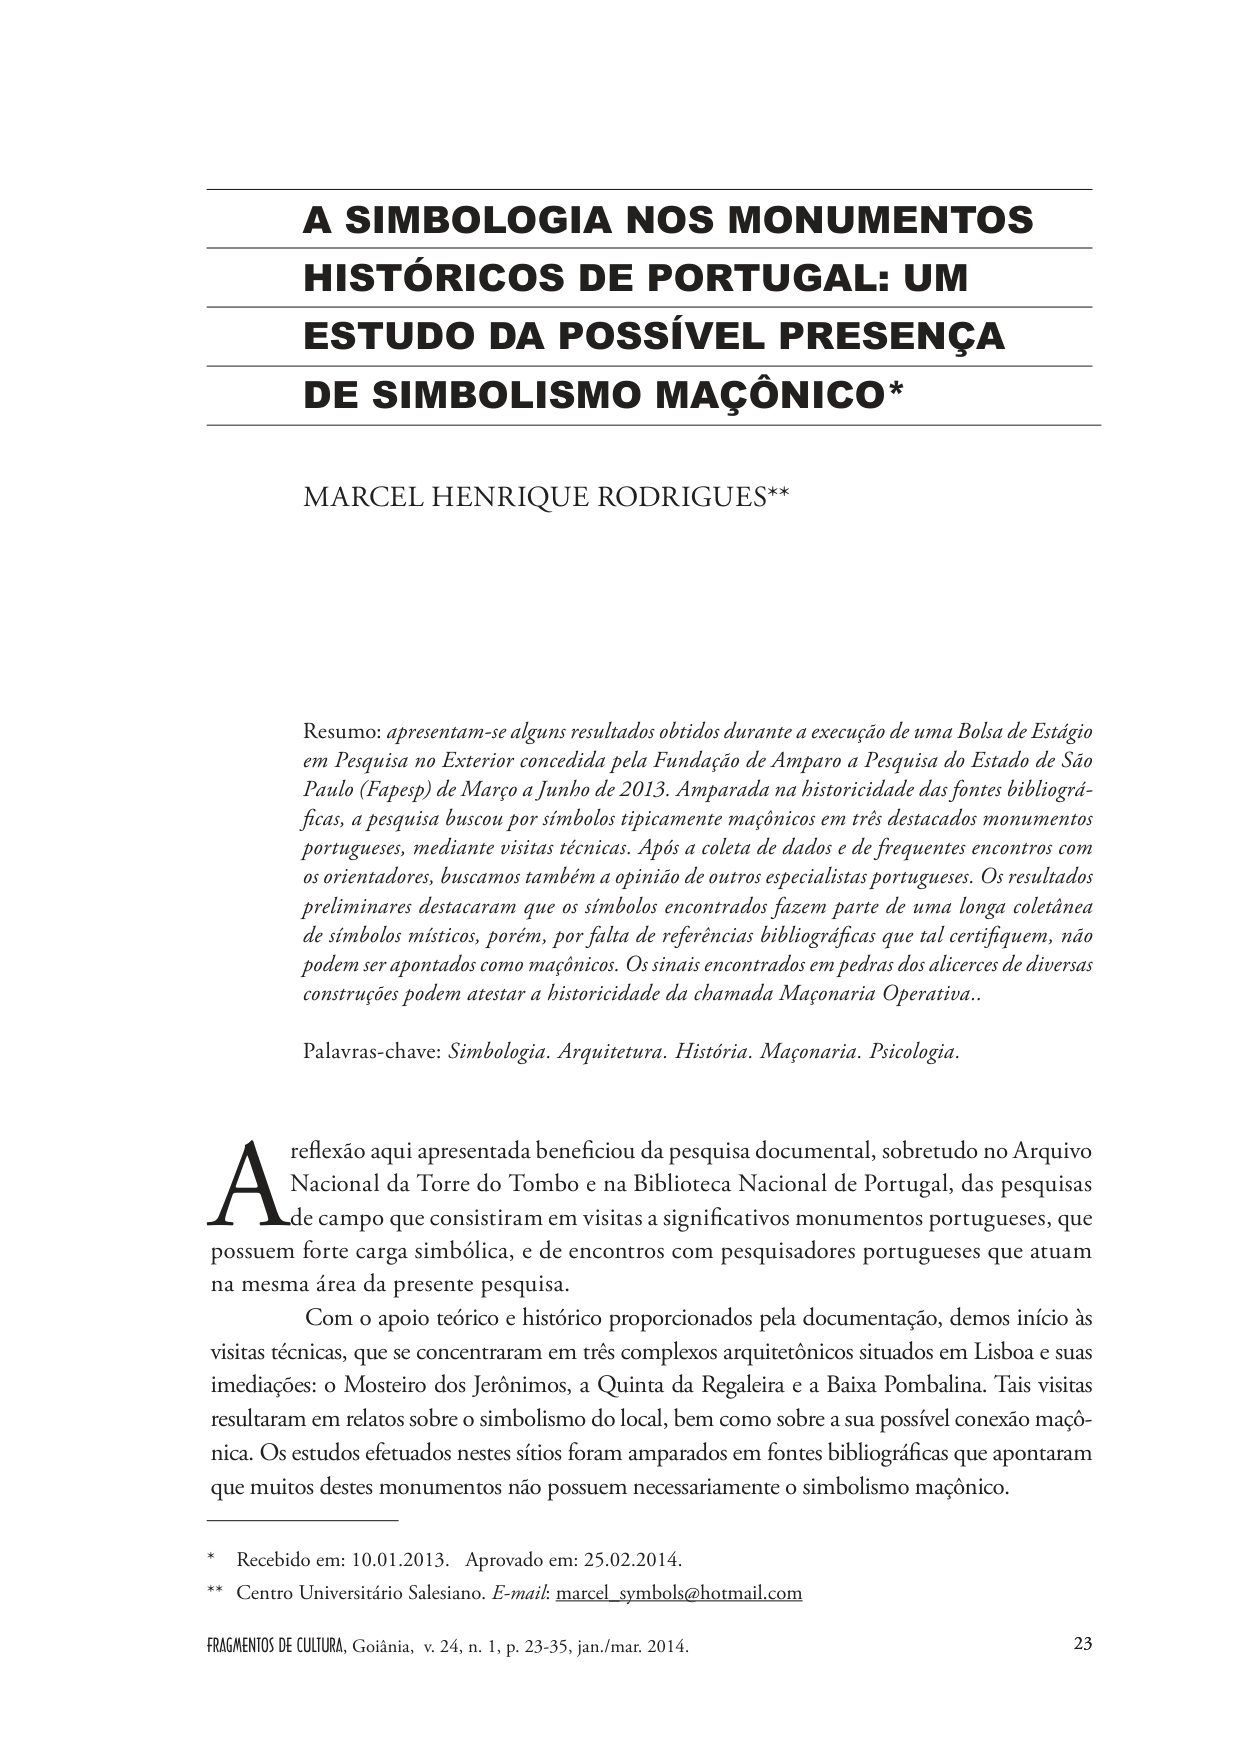 A SIMBOLOGIA NOS MONUMENTOS
HISTÓRICOS DE PORTUGAL: UM
ESTUDO DA POSSÍVEL PRESENÇA
DE SIMBOLISMO MAÇÔNICO*
MARCEL HENRIQUE RODRIGUES**
Resumo: apresentam-se alguns resultados obtidos durante a execução de uma Bolsa de Estágio
em Pesquisa no Exterior concedida pela Fundação de Amparo a Pesquisa do Estado de São
Paulo (Fapesp) de Março a Junho de 2013. Amparada na historicidade das fontes bibliográ-
ficas, a pesquisa buscou por símbolos tipicamente maçônicos em três destacados monumentos
portugueses, mediante visitas técnicas. Após a coleta de dados e de frequentes encontros com
os orientadores, buscamos também a opinião de outros especialistas portugueses. Os resultados
preliminares destacaram que os símbolos encontrados fazem parte de uma longa coletânea
de símbolos místicos, porém, por falta de referências bibliográficas que tal certifiquem, não
podem ser apontados como maçônicos. Os sinais encontrados em pedras dos alicerces de diversas
construções podem atestar a historicidade da chamada Maçonaria Operativa..
Palavras-chave: Simbologia. Arquitetura. História. Maçonaria. Psicologia.
A reflexão aqui apresentada beneficiou da pesquisa documental, sobretudo no Arquivo
Nacional da Torre do Tombo e na Biblioteca Nacional de Portugal, das pesquisas
de campo que consistiram em visitas a significativos monumentos portugueses, que
possuem forte carga simbólica, e de encontros com pesquisadores portugueses que atuam
na mesma área da presente pesquisa.
Com o apoio teórico e histórico proporcionados pela documentação, demos início às
visitas técnicas, que se concentraram em três complexos arquitetônicos situados em Lisboa e suas
imediações: o Mosteiro dos Jerônimos, a Quinta da Regaleira e a Baixa Pombalina. Tais visitas
resultaram em relatos sobre o simbolismo do local, bem como sobre a sua possível conexão maçô-
nica. Os estudos efetuados nestes sítios foram amparados em fontes bibliográficas que apontaram
que muitos destes monumentos não possuem necessariamente o simbolismo maçônico.
* Recebido em: 10.01.2013. Aprovado em: 25.02.2014.
** Centro Universitário Salesiano. E-mail: marcel_symbols@hotmail.com
FRAGMENTOS DE CULTURA, Goiânia, v. 24, n. 1, p. 23-35, jan./mar. 2014. 23